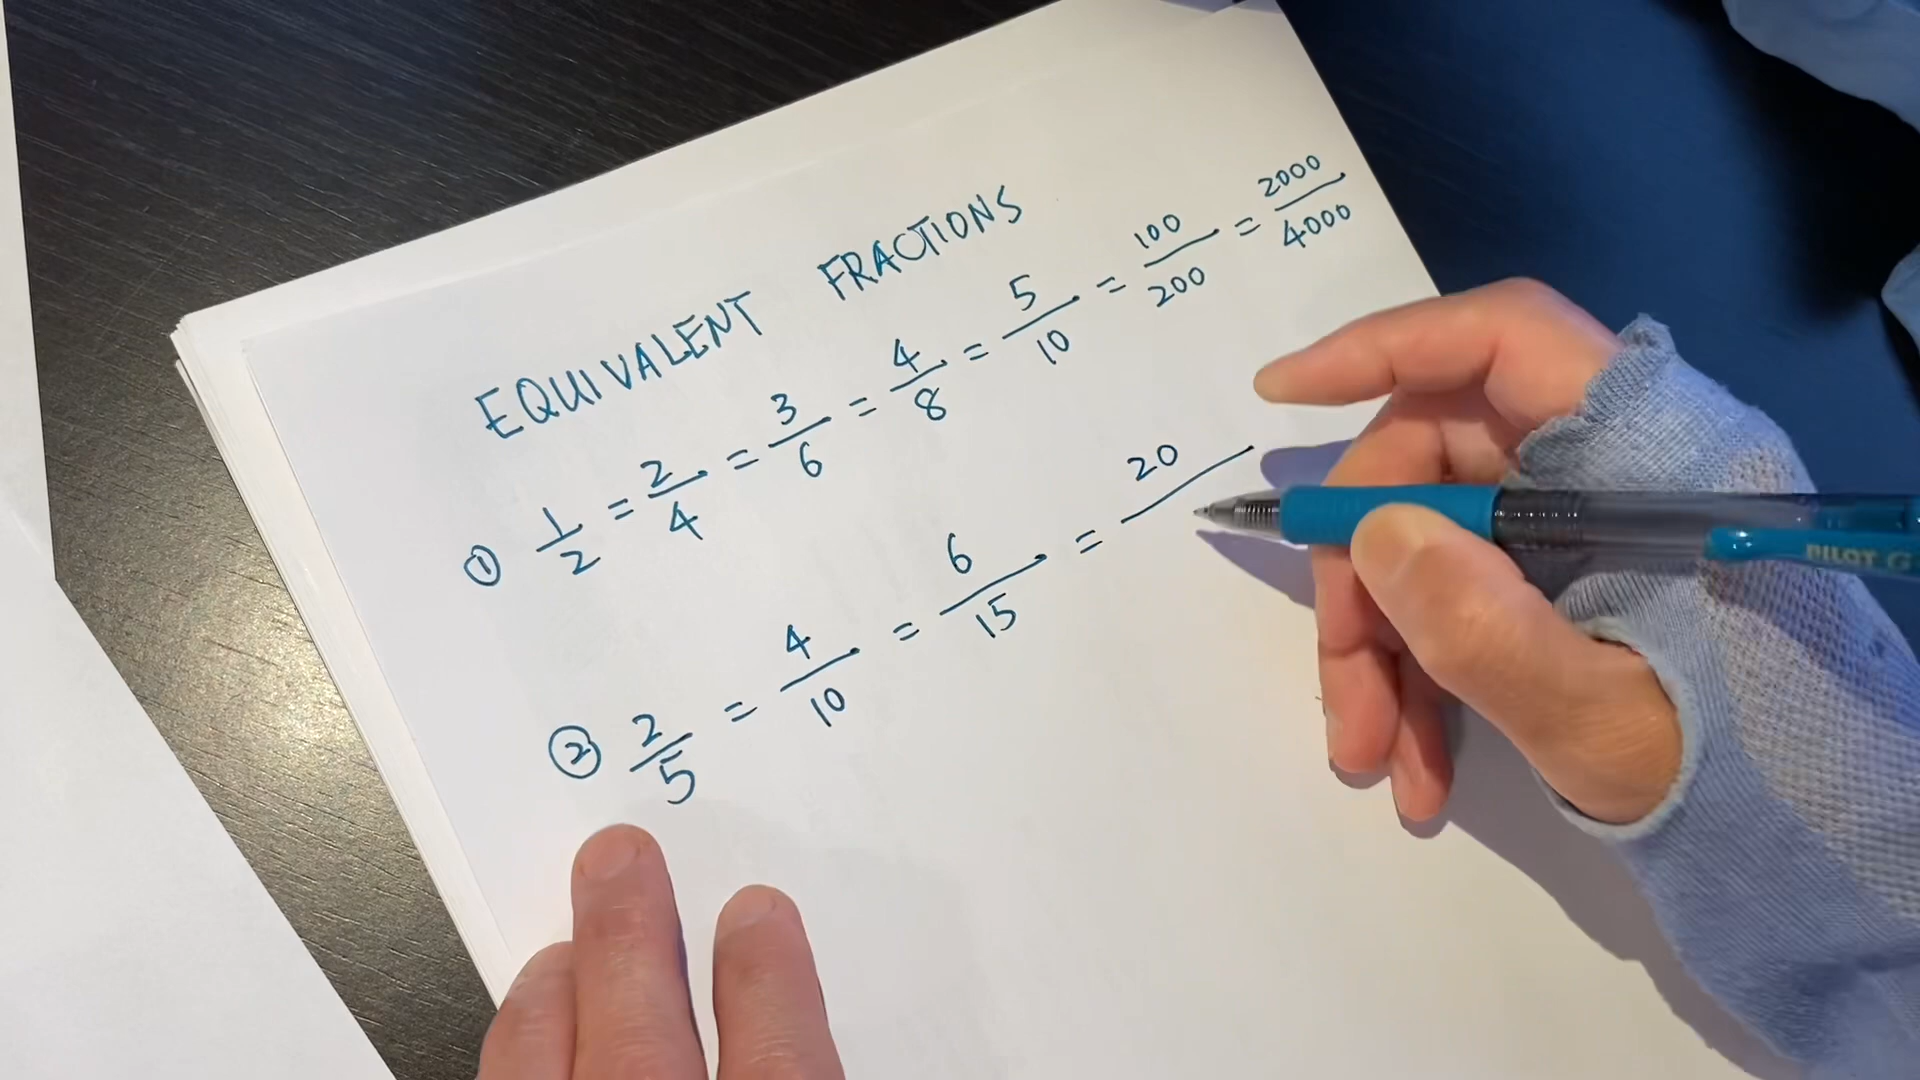 EQUIVALENT FRACTIONS
① 1/2 = 2/4 = 3/6 = 4/8 = 5/10 = 100/200 = 2000/4000
② 2/5 = 4/10 = 6/15 = 20/
PILOT G